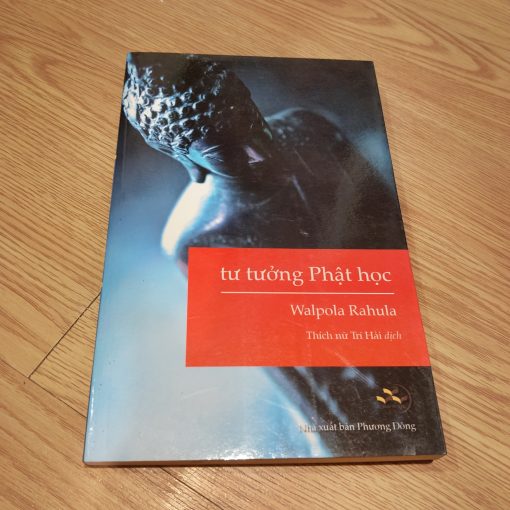 tư tưởng Phật học
Walpola Rahula
Thích nữ Trí Hải dịch
Nhà xuất bản Phương Đông